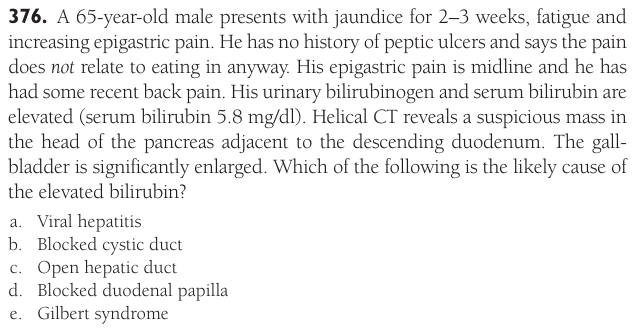 376. A 65-year-old male presents with jaundice for 2–3 weeks, fatigue and
increasing epigastric pain. He has no history of peptic ulcers and says the pain
does not relate to eating in anyway. His epigastric pain is midline and he has
had some recent back pain. His urinary bilirubinogen and serum bilirubin are
elevated (serum bilirubin 5.8 mg/dl). Helical CT reveals a suspicious mass in
the head of the pancreas adjacent to the descending duodenum. The gall-
bladder is significantly enlarged. Which of the following is the likely cause of
the elevated bilirubin?
a. Viral hepatitis
b. Blocked cystic duct
c. Open hepatic duct
d. Blocked duodenal papilla
e. Gilbert syndrome